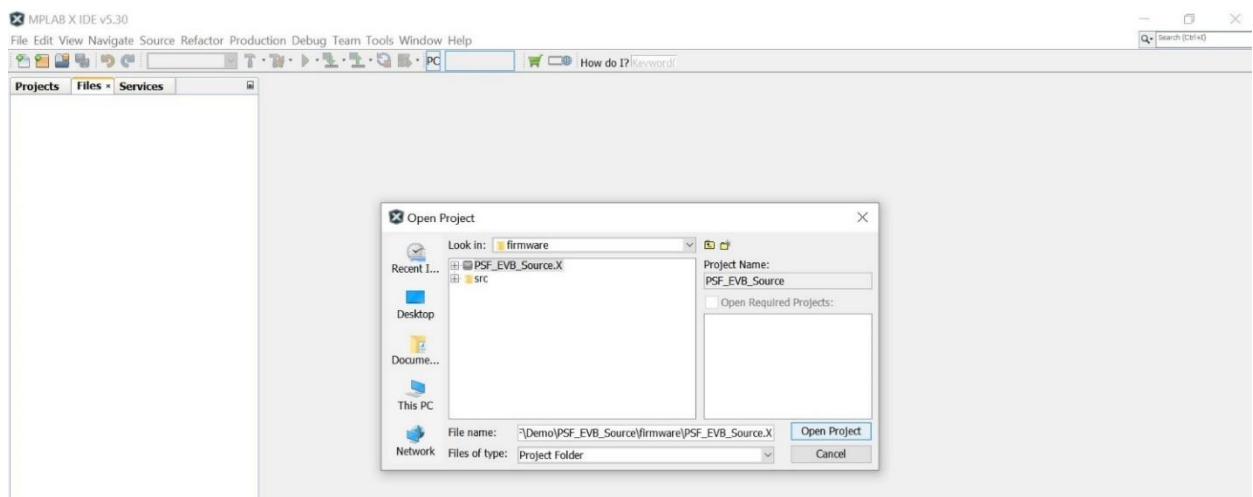 MPLAB X IDE v5.30
File Edit View Navigate Source Refactor Production Debug Team Tools Window Help
Search (Ctrl+I)
PC
How do I?
Projects Files × Services
Open Project
Look in: firmware
Recent I...
PSF_EVB_Source.X
src
Project Name:
PSF_EVB_Source
Open Required Projects:
Desktop
Docume...
This PC
Network
File name: \Demo\PSF_EVB_Source\firmware\PSF_EVB_Source.X
Open Project
Files of type: Project Folder
Cancel